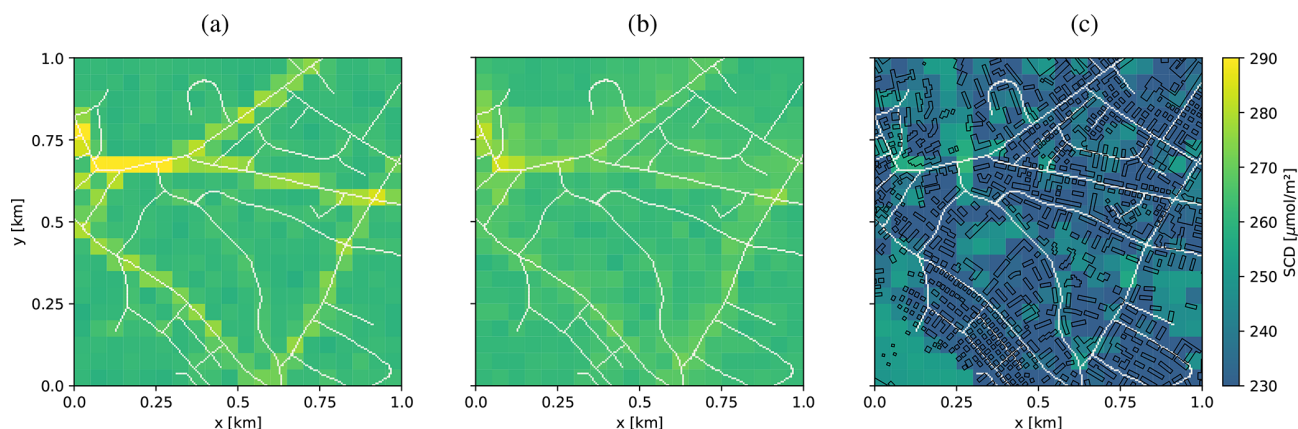 (a) (b) (c)
1.0
0.75
0.5
0.25
0.0
y [km]
0.0 0.25 0.5 0.75 1.0
x [km]
0.0 0.25 0.5 0.75 1.0
x [km]
0.0 0.25 0.5 0.75 1.0
x [km]
290
280
270
260
250
240
230
SCD [μmol/m²]